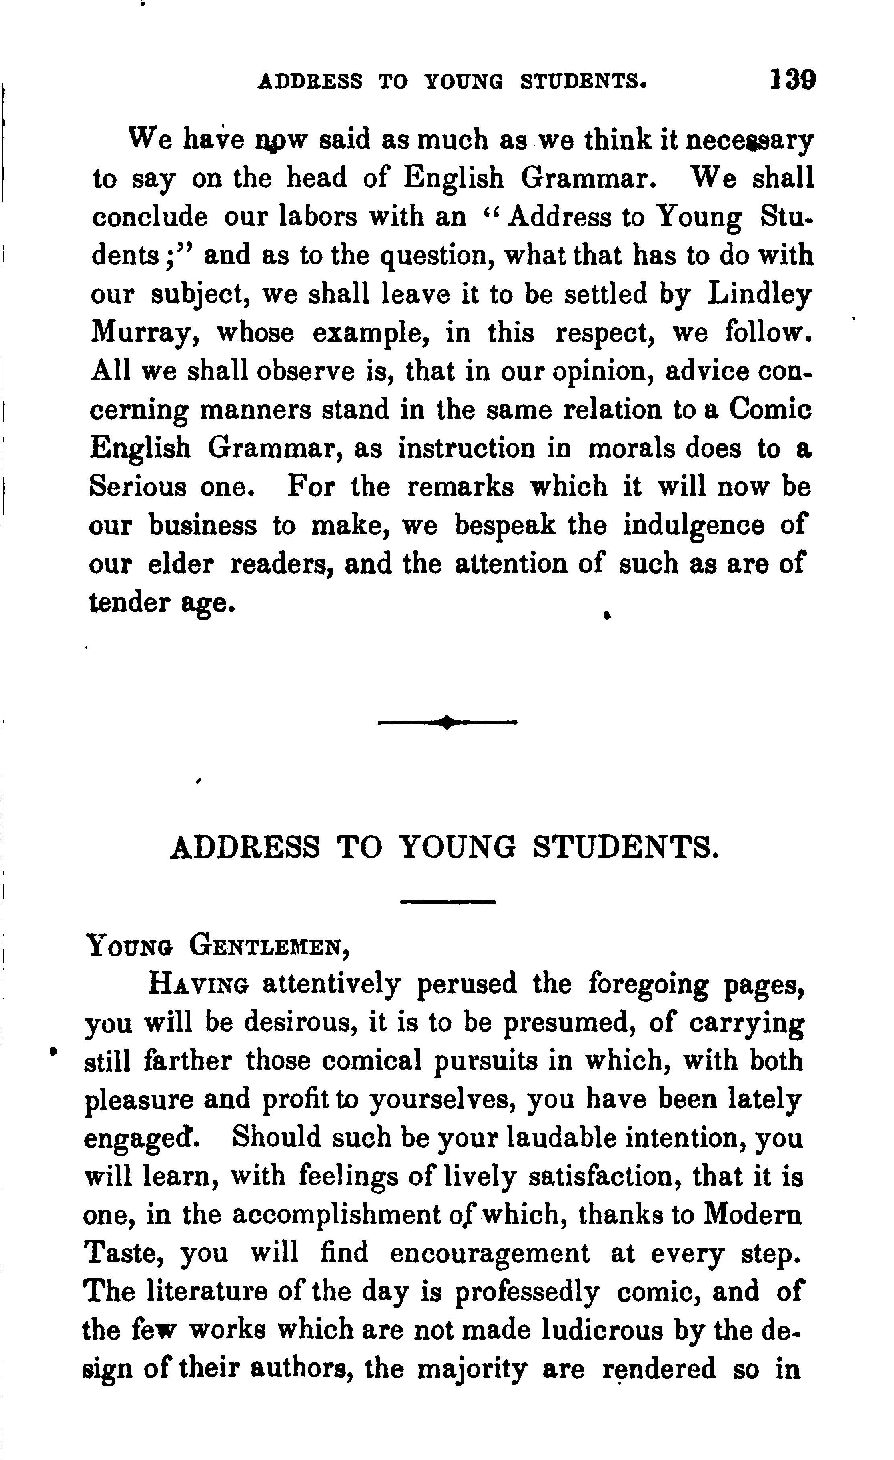 ADDRESS TO YOUNG STUDENTS. 139
We have now said as much as we think it necessary
to say on the head of English Grammar. We shall
conclude our labors with an “Address to Young Stu-
dents;” and as to the question, what that has to do with
our subject, we shall leave it to be settled by Lindley
Murray, whose example, in this respect, we follow.
All we shall observe is, that in our opinion, advice con-
cerning manners stand in the same relation to a Comic
English Grammar, as instruction in morals does to a
Serious one. For the remarks which it will now be
our business to make, we bespeak the indulgence of
our elder readers, and the attention of such as are of
tender age.
ADDRESS TO YOUNG STUDENTS.
YOUNG GENTLEMEN,
HAVING attentively perused the foregoing pages,
you will be desirous, it is to be presumed, of carrying
still farther those comical pursuits in which, with both
pleasure and profit to yourselves, you have been lately
engaged. Should such be your laudable intention, you
will learn, with feelings of lively satisfaction, that it is
one, in the accomplishment of which, thanks to Modern
Taste, you will find encouragement at every step.
The literature of the day is professedly comic, and of
the few works which are not made ludicrous by the de-
sign of their authors, the majority are rendered so in